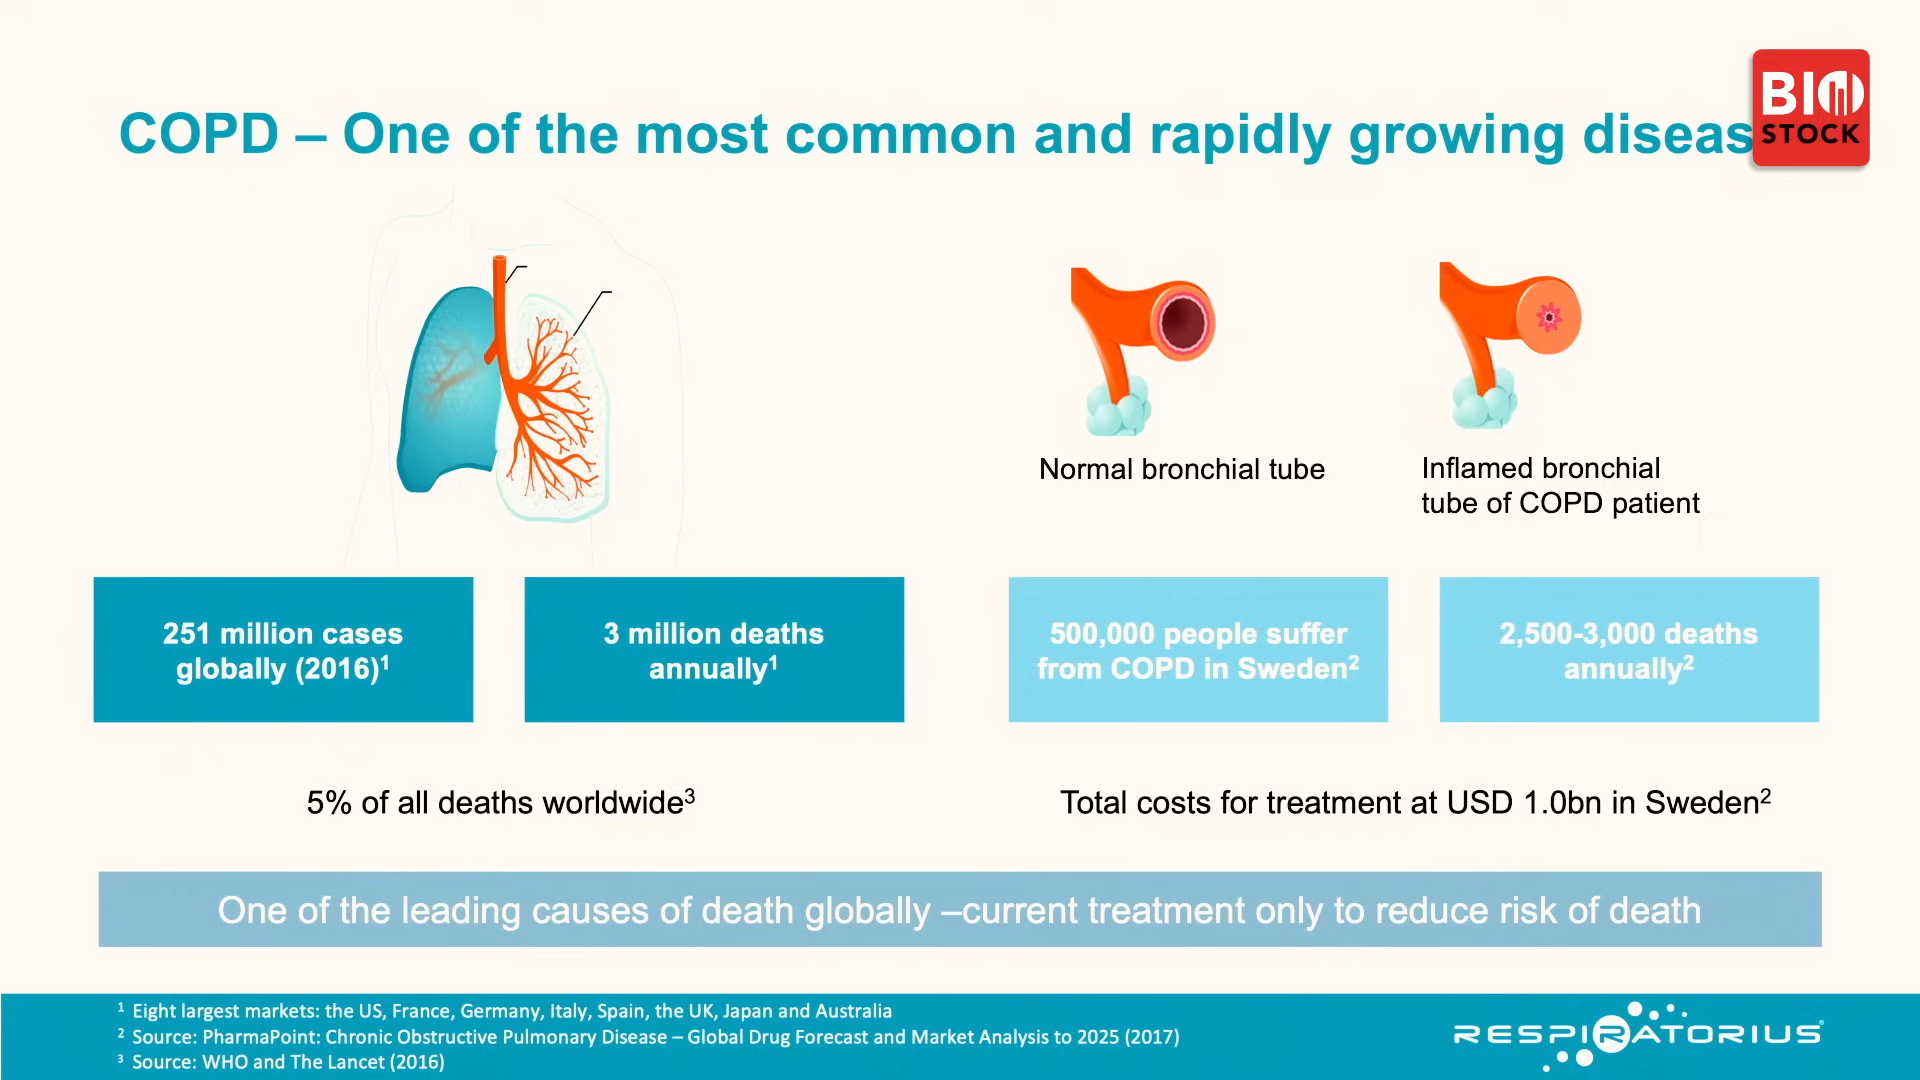 COPD – One of the most common and rapidly growing diseas
BIO
STOCK
Normal bronchial tube
Inflamed bronchial
tube of COPD patient
251 million cases
globally (2016)¹
3 million deaths
annually¹
500,000 people suffer
from COPD in Sweden²
2,500-3,000 deaths
annually²
5% of all deaths worldwide³
Total costs for treatment at USD 1.0bn in Sweden²
One of the leading causes of death globally –current treatment only to reduce risk of death
¹ Eight largest markets: the US, France, Germany, Italy, Spain, the UK, Japan and Australia
² Source: PharmaPoint: Chronic Obstructive Pulmonary Disease – Global Drug Forecast and Market Analysis to 2025 (2017)
³ Source: WHO and The Lancet (2016)
RESPIRATORIUS